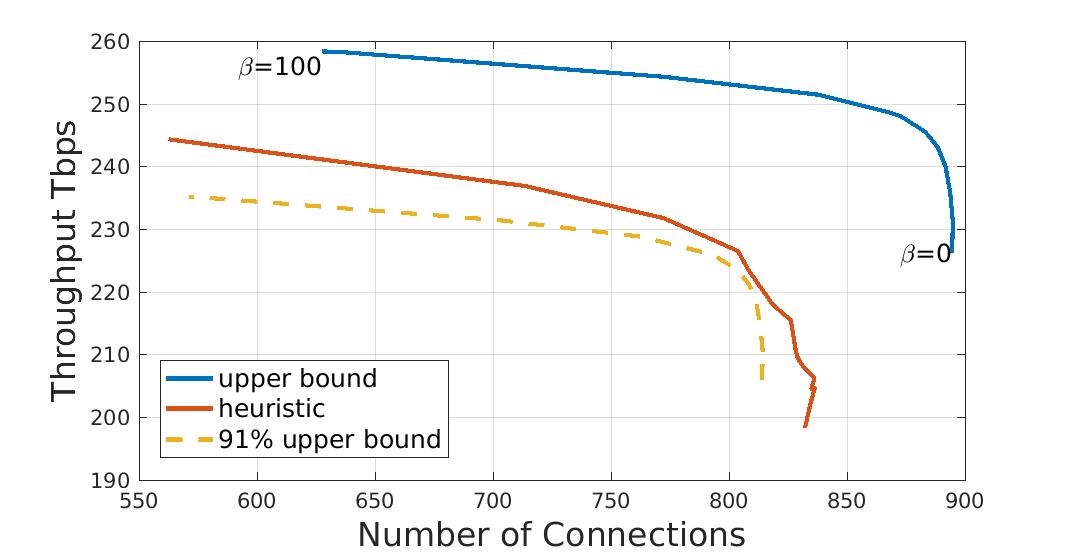 260
250
240
230
220
210
200
190
Throughput Tbps
β=100
β=0
upper bound
heuristic
91% upper bound
550 600 650 700 750 800 850 900
Number of Connections